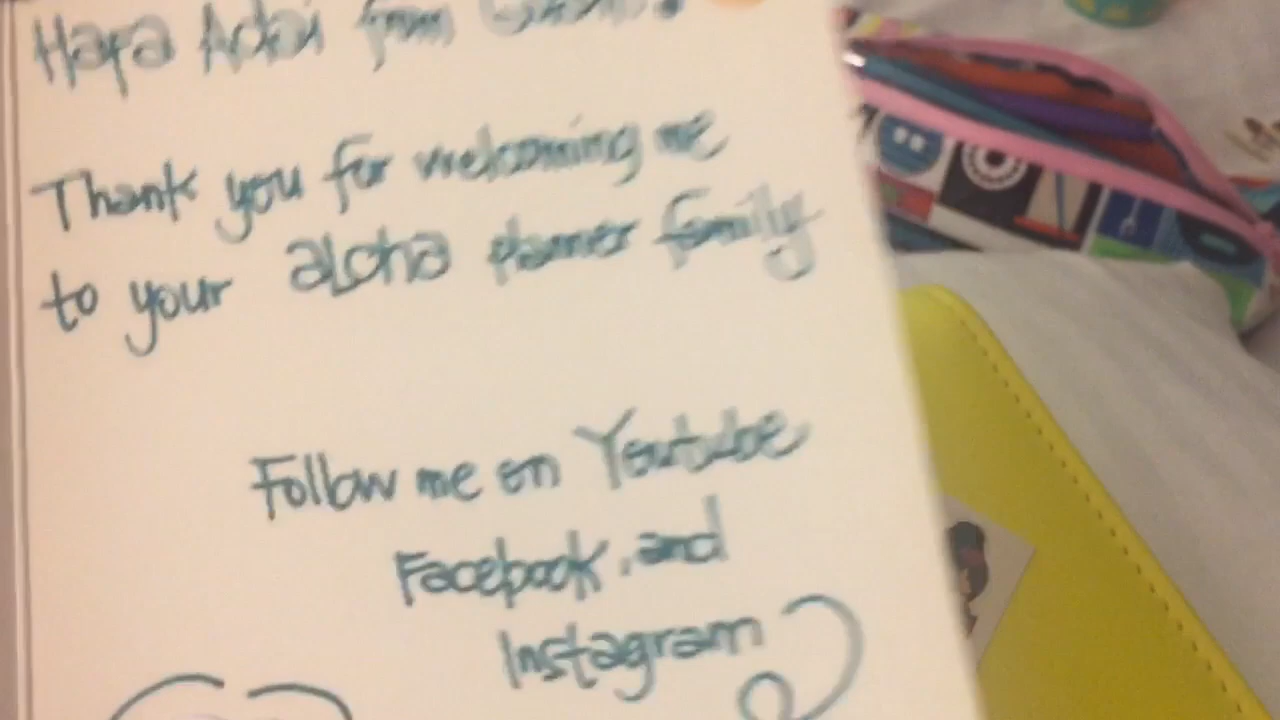 Hafa Adai from
Thank you for welcoming me
to your aloha planner family
Follow me on Youtube
Facebook, and
Instagram